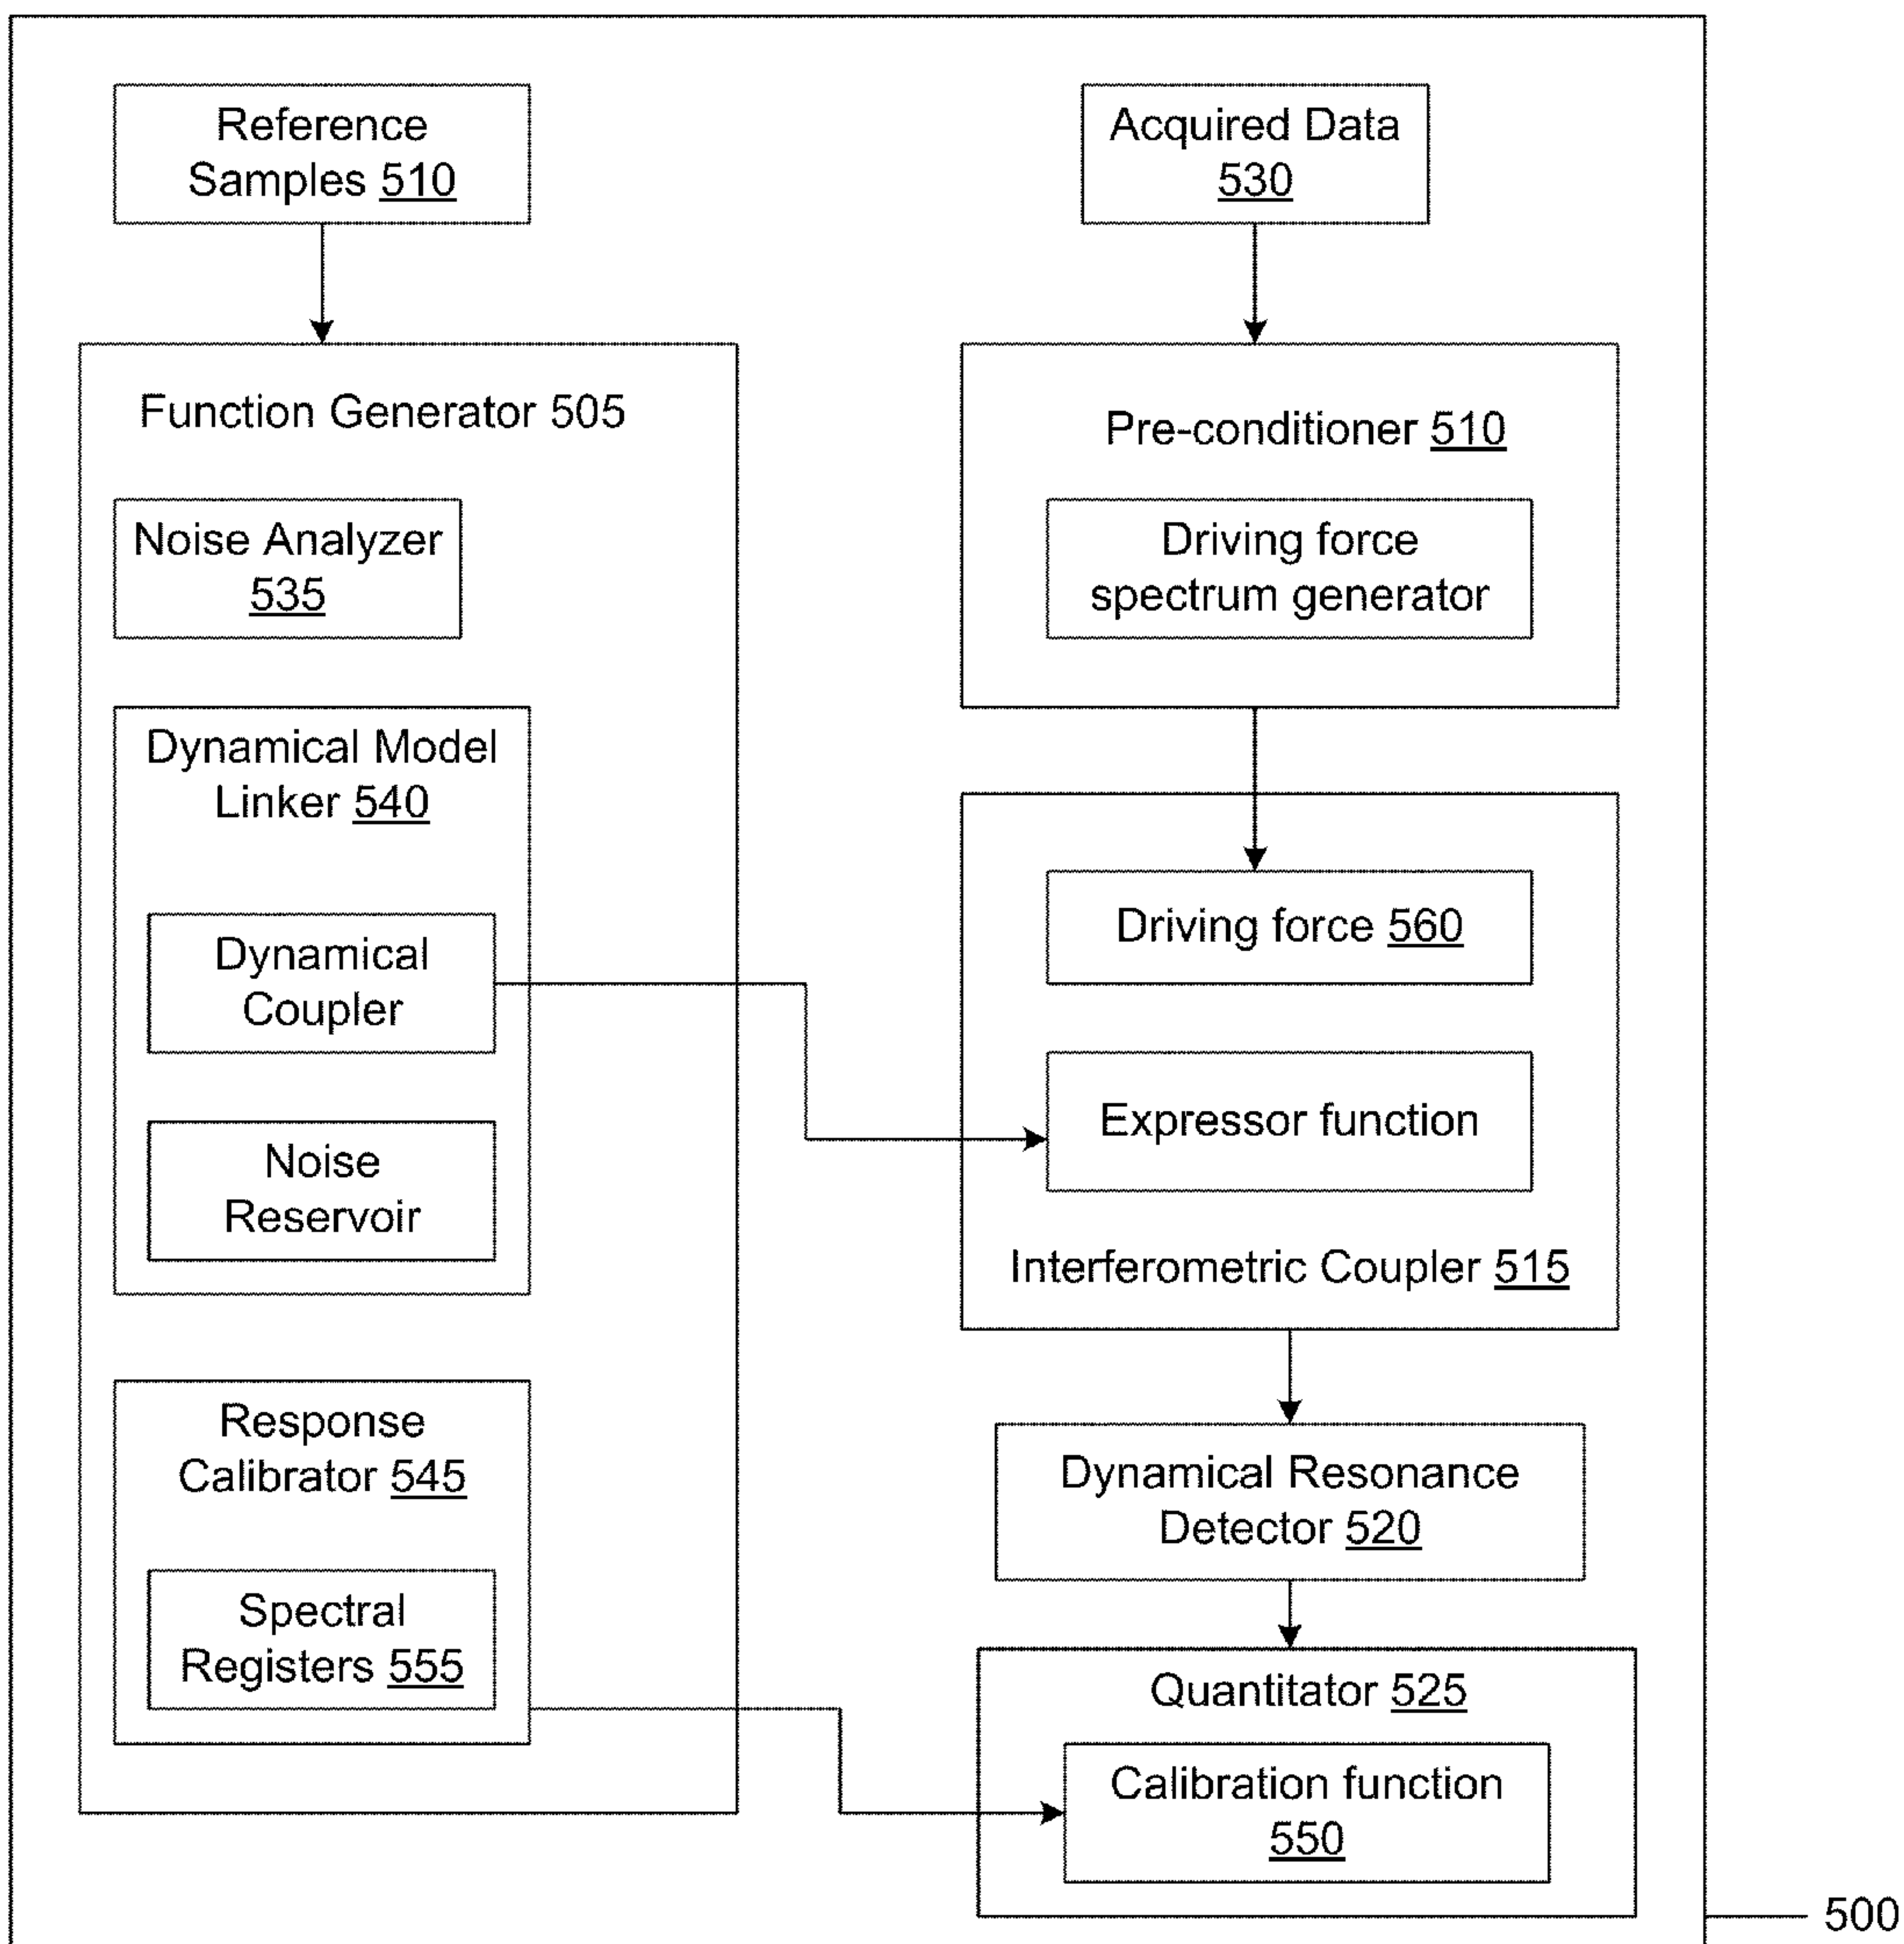 Reference
Samples 510
Function Generator 505
Noise Analyzer
535
Dynamical Model
Linker 540
Dynamical
Coupler
Noise
Reservoir
Response
Calibrator 545
Spectral
Registers 555
Acquired Data
530
Pre-conditioner 510
Driving force
spectrum generator
Driving force 560
Expressor function
Interferometric Coupler 515
Dynamical Resonance
Detector 520
Quantitator 525
Calibration function
550
500